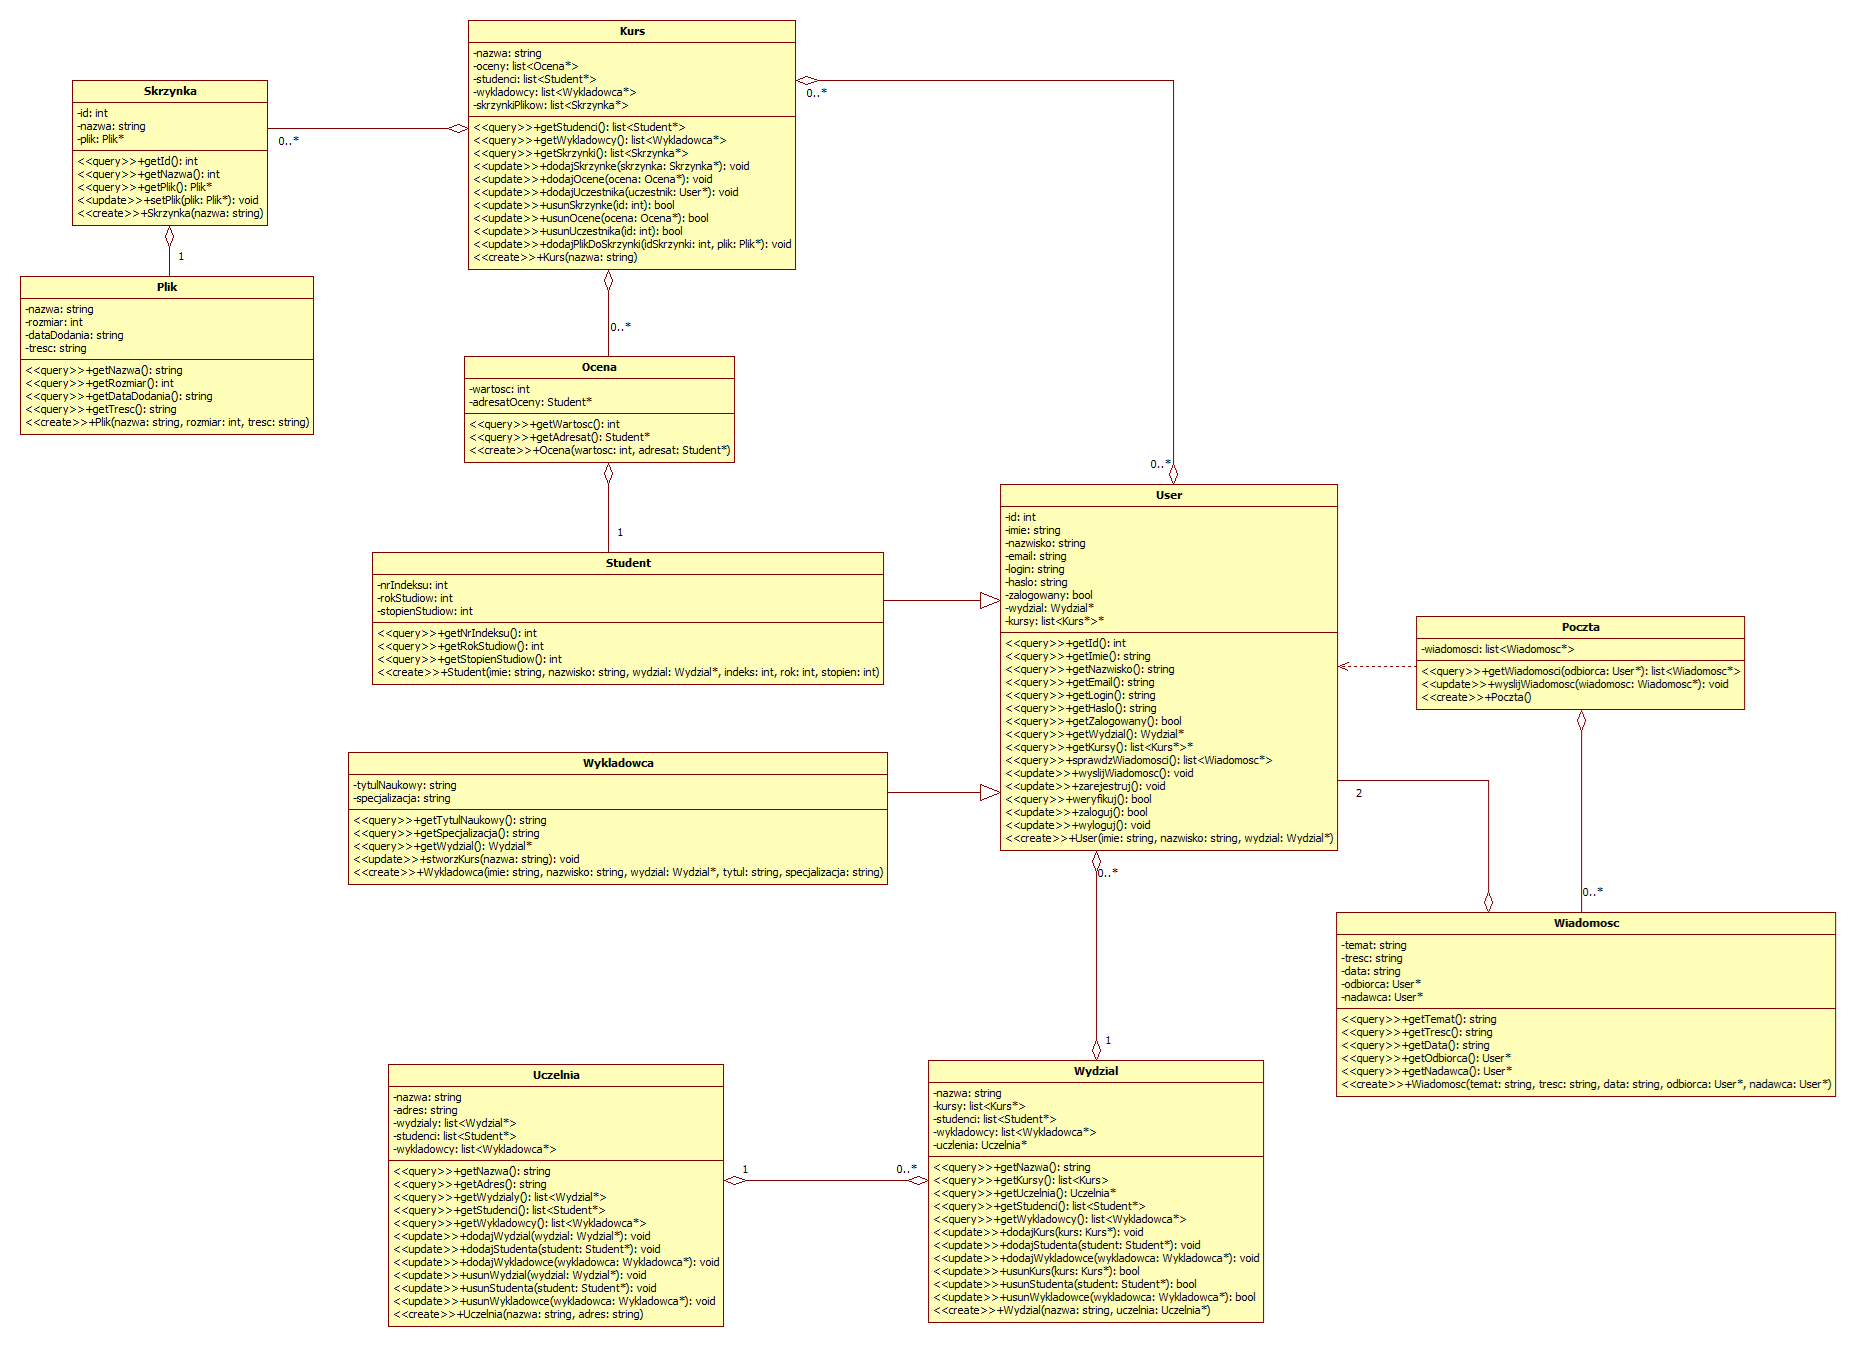 Kurs
-nazwa: string
-oceny: list<Ocena*>
-studenci: list<Student*>
-wykladowcy: list<Wykladowca*>
-skrzynkiPlikow: list<Skrzynka*>
<<query>>+getStudenci(): list<Student*>
<<query>>+getWykladowcy(): list<Wykladowca*>
<<query>>+getSkrzynki(): list<Skrzynka*>
<<update>>+dodajSkrzynke(skrzynka: Skrzynka*): void
<<update>>+dodajOcene(ocena: Ocena*): void
<<update>>+dodajUczestnika(uczestnik: User*): void
<<update>>+usunSkrzynke(id: int): bool
<<update>>+usunOcene(ocena: Ocena*): bool
<<update>>+usunUczestnika(id: int): bool
<<update>>+dodajPlikDoSkrzynki(idSkrzynki: int, plik: Plik*): void
<<create>>+Kurs(nazwa: string)
0..*
0..*
Skrzynka
-id: int
-nazwa: string
-plik: Plik*
<<query>>+getId(): int
<<query>>+getNazwa(): int
<<query>>+getPlik(): Plik*
<<update>>+setPlik(plik: Plik*): void
<<create>>+Skrzynka(nazwa: string)
1
Plik
-nazwa: string
-rozmiar: int
-dataDodania: string
-tresc: string
<<query>>+getNazwa(): string
<<query>>+getRozmiar(): int
<<query>>+getDataDodania(): string
<<query>>+getTresc(): string
<<create>>+Plik(nazwa: string, rozmiar: int, tresc: string)
0..*
Ocena
-wartosc: int
-adresatOceny: Student*
<<query>>+getWartosc(): int
<<query>>+getAdresat(): Student*
<<create>>+Ocena(wartosc: int, adresat: Student*)
1
0..*
Student
-nrIndeksu: int
-rokStudiow: int
-stopienStudiow: int
<<query>>+getNrIndeksu(): int
<<query>>+getRokStudiow(): int
<<query>>+getStopienStudiow(): int
<<create>>+Student(imie: string, nazwisko: string, wydzial: Wydzial*, indeks: int, rok: int, stopien: int)
User
-id: int
-imie: string
-nazwisko: string
-email: string
-login: string
-haslo: string
-zalogowany: bool
-wydzial: Wydzial*
-kursy: list<Kurs*>*
<<query>>+getId(): int
<<query>>+getImie(): string
<<query>>+getNazwisko(): string
<<query>>+getEmail(): string
<<query>>+getLogin(): string
<<query>>+getHaslo(): string
<<query>>+getZalogowany(): bool
<<query>>+getWydzial(): Wydzial*
<<query>>+getKursy(): list<Kurs*>*
<<query>>+sprawdzWiadomosci(): list<Wiadomosc*>
<<update>>+wyslijWiadomosc(): void
<<update>>+zarejestruj(): void
<<query>>+weryfikuj(): bool
<<update>>+zaloguj(): bool
<<update>>+wyloguj(): void
<<create>>+User(imie: string, nazwisko: string, wydzial: Wydzial*)
Poczta
-wiadomosci: list<Wiadomosc*>
<<query>>+getWiadomosci(odbiorca: User*): list<Wiadomosc*>
<<update>>+wyslijWiadomosc(wiadomosc: Wiadomosc*): void
<<create>>+Poczta()
Wykladowca
-tytulNaukowy: string
-specjalizacja: string
<<query>>+getTytulNaukowy(): string
<<query>>+getSpecjalizacja(): string
<<query>>+getWydzial(): Wydzial*
<<update>>+stworzKurs(nazwa: string): void
<<create>>+Wykladowca(imie: string, nazwisko: string, wydzial: Wydzial*, tytul: string, specjalizacja: string)
2
0..*
0..*
Wiadomosc
-temat: string
-tresc: string
-data: string
-odbiorca: User*
-nadawca: User*
<<query>>+getTemat(): string
<<query>>+getTresc(): string
<<query>>+getData(): string
<<query>>+getOdbiorca(): User*
<<query>>+getNadawca(): User*
<<create>>+Wiadomosc(temat: string, tresc: string, data: string, odbiorca: User*, nadawca: User*)
1
Uczelnia
-nazwa: string
-adres: string
-wydzialy: list<Wydzial*>
-studenci: list<Student*>
-wykladowcy: list<Wykladowca*>
<<query>>+getNazwa(): string
<<query>>+getAdres(): string
<<query>>+getWydzialy(): list<Wydzial*>
<<query>>+getStudenci(): list<Student*>
<<query>>+getWykladowcy(): list<Wykladowca*>
<<update>>+dodajWydzial(wydzial: Wydzial*): void
<<update>>+dodajStudenta(student: Student*): void
<<update>>+dodajWykladowce(wykladowca: Wykladowca*): void
<<update>>+usunWydzial(wydzial: Wydzial*): void
<<update>>+usunStudenta(student: Student*): void
<<update>>+usunWykladowce(wykladowca: Wykladowca*): void
<<create>>+Uczelnia(nazwa: string, adres: string)
1
0..*
Wydzial
-nazwa: string
-kursy: list<Kurs*>
-studenci: list<Student*>
-wykladowcy: list<Wykladowca*>
-uczlenia: Uczelnia*
<<query>>+getNazwa(): string
<<query>>+getKursy(): list<Kurs>
<<query>>+getUczelnia(): Uczelnia*
<<query>>+getStudenci(): list<Student*>
<<query>>+getWykladowcy(): list<Wykladowca*>
<<update>>+dodajKurs(kurs: Kurs*): void
<<update>>+dodajStudenta(student: Student*): void
<<update>>+dodajWykladowce(wykladowca: Wykladowca*): void
<<update>>+usunKurs(kurs: Kurs*): bool
<<update>>+usunStudenta(student: Student*): bool
<<update>>+usunWykladowce(wykladowca: Wykladowca*): bool
<<create>>+Wydzial(nazwa: string, uczelnia: Uczelnia*)